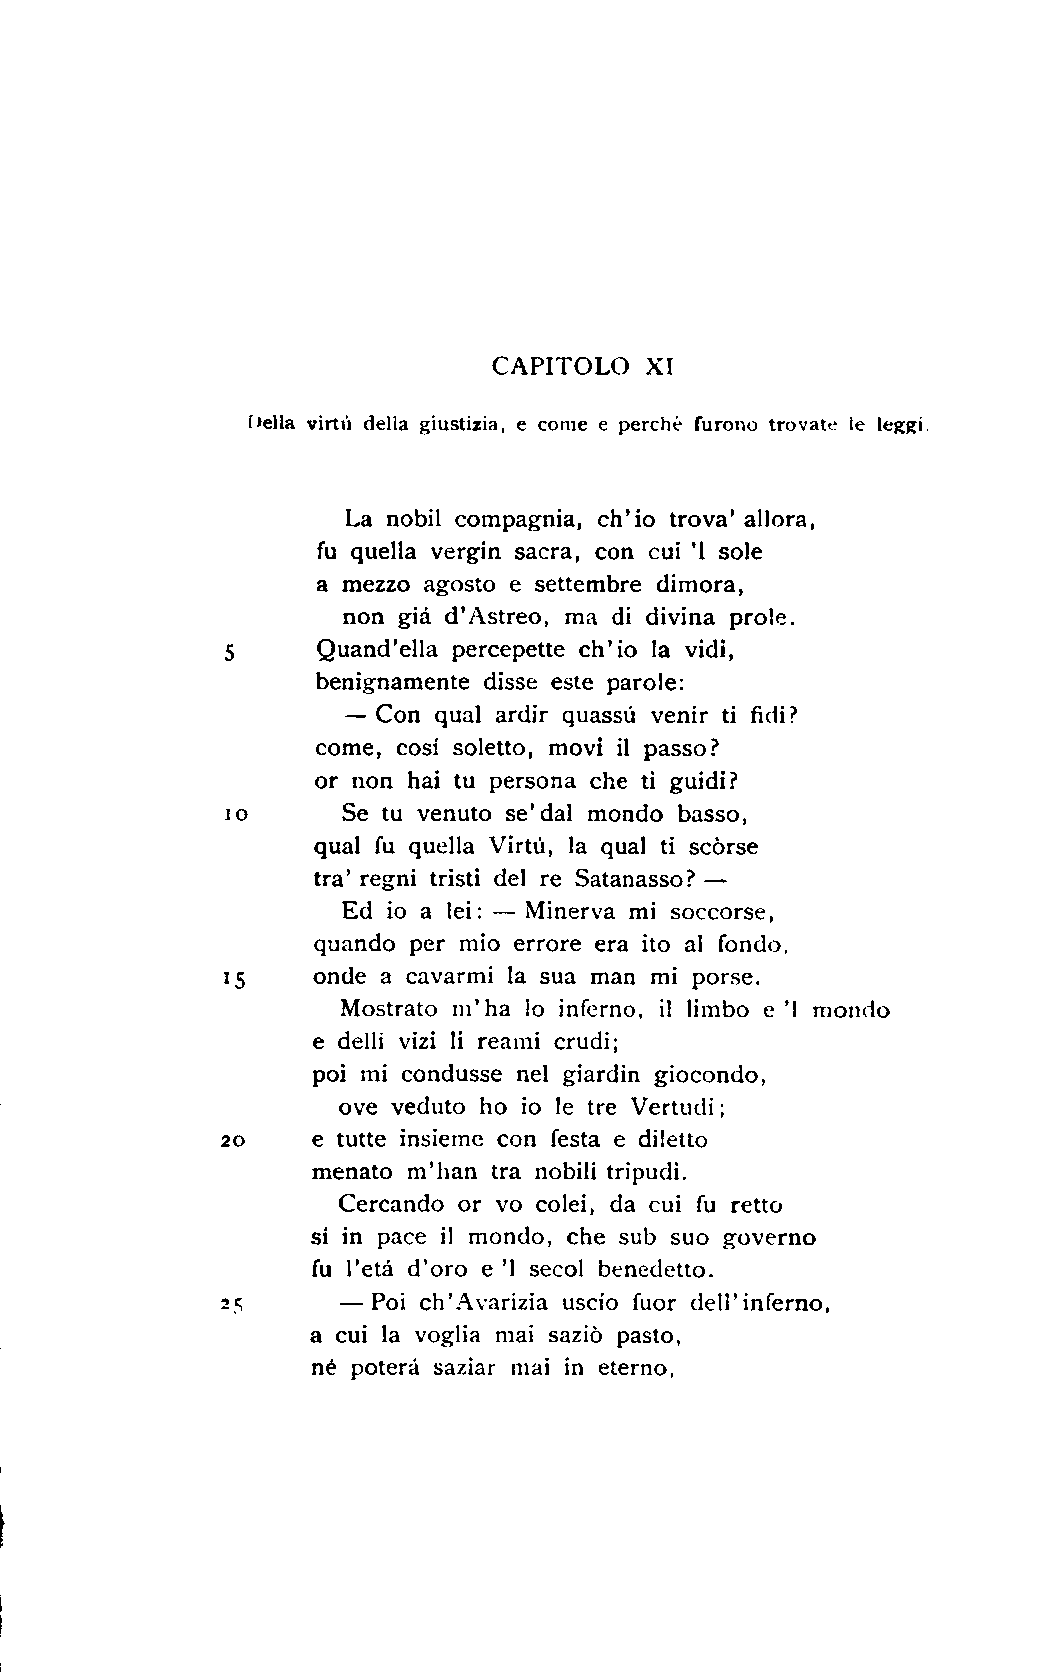 CAPITOLO XI
Della virtú della giustizia, e come e perché furono trovate le leggi.
La nobil compagnia, ch'io trova' allora,
fu quella vergin sacra, con cui 'l sole
a mezzo agosto e settembre dimora,
non giá d'Astreo, ma di divina prole.
5 Quand'ella percepette ch'io la vidi,
benignamente disse este parole:
— Con qual ardir quassú venir ti fidi?
come, cosí soletto, movi il passo?
or non hai tu persona che ti guidi?
10 Se tu venuto se' dal mondo basso,
qual fu quella Virtú, la qual ti scòrse
tra' regni tristi del re Satanasso? —
Ed io a lei: — Minerva mi soccorse,
quando per mio errore era ito al fondo,
15 onde a cavarmi la sua man mi porse.
Mostrato m'ha lo inferno, il limbo e 'l mondo
e delli vizi li reami crudi;
poi mi condusse nel giardin giocondo,
ove veduto ho io le tre Vertudi;
20 e tutte insieme con festa e diletto
menato m'han tra nobili tripudi.
Cercando or vo colei, da cui fu retto
sí in pace il mondo, che sub suo governo
fu l'etá d'oro e 'l secol benedetto.
25 — Poi ch'Avarizia uscío fuor dell'inferno,
a cui la voglia mai saziò pasto,
né poterá saziar mai in eterno,